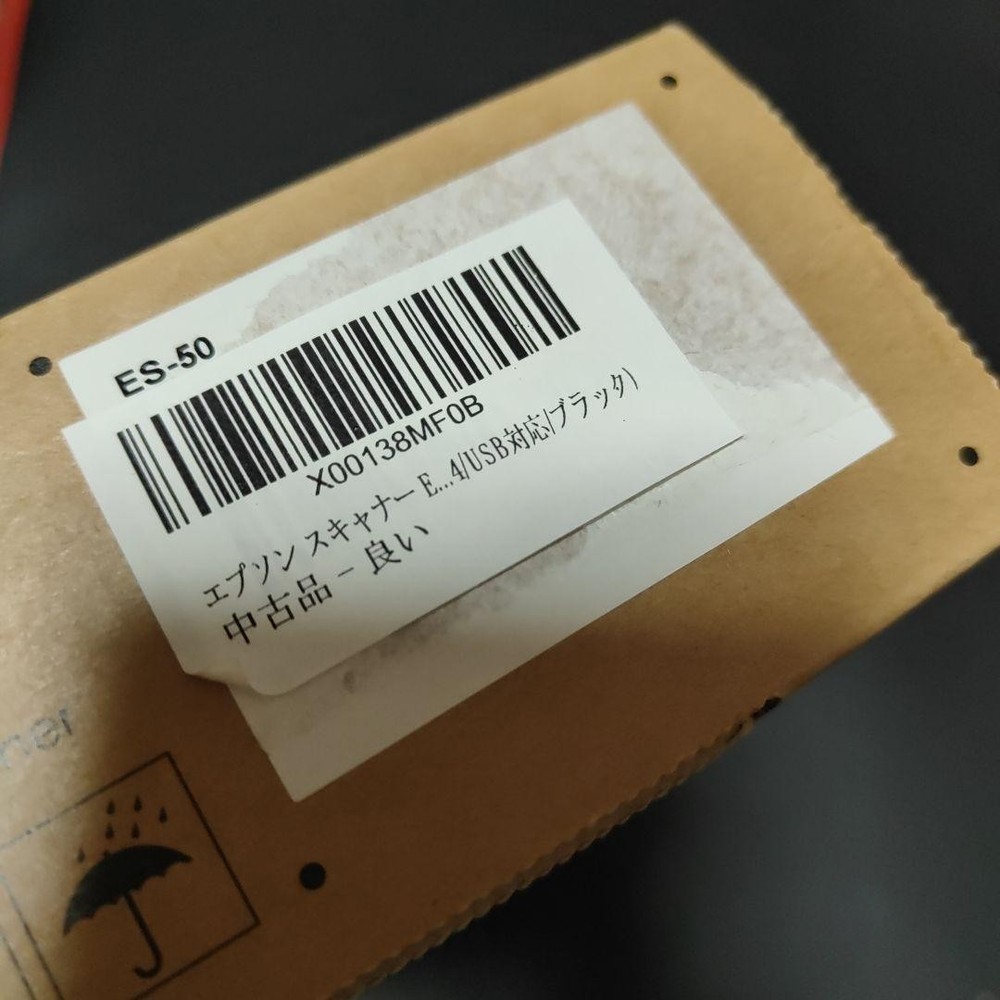 ES-50
X00138MF0B
エプソン スキャナー E...4/USB対応/ブラック)
中古品 - 良い